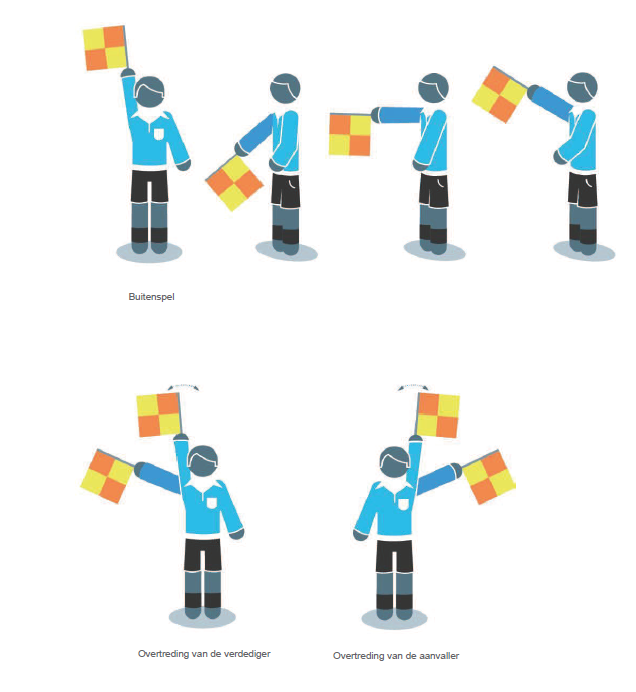 Buitenspel
Overtreding van de verdediger
Overtreding van de aanvaller